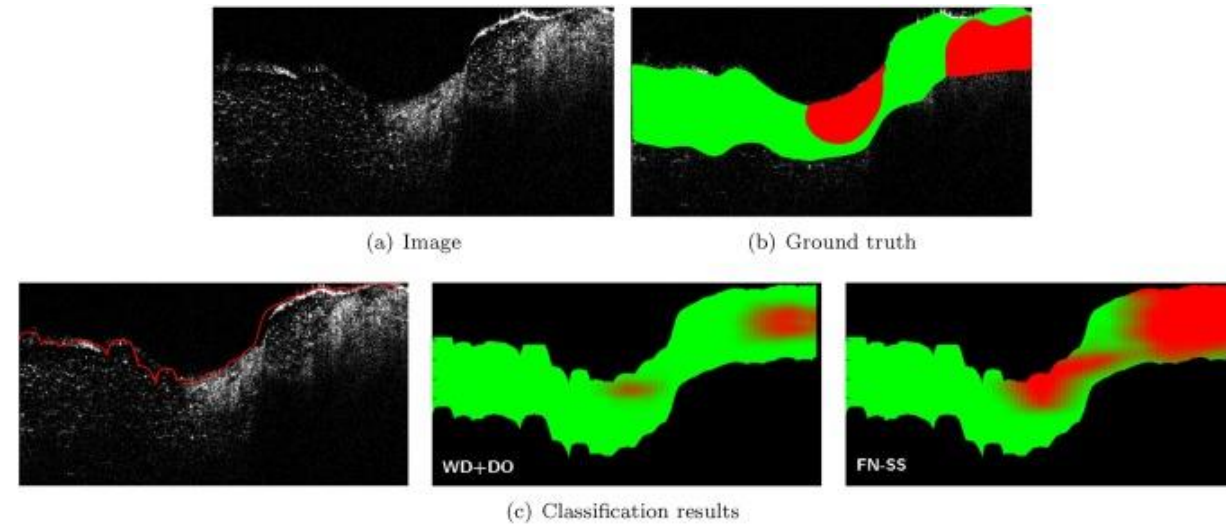 (a) Image
(b) Ground truth
WD+DO
FN-SS
(c) Classification results